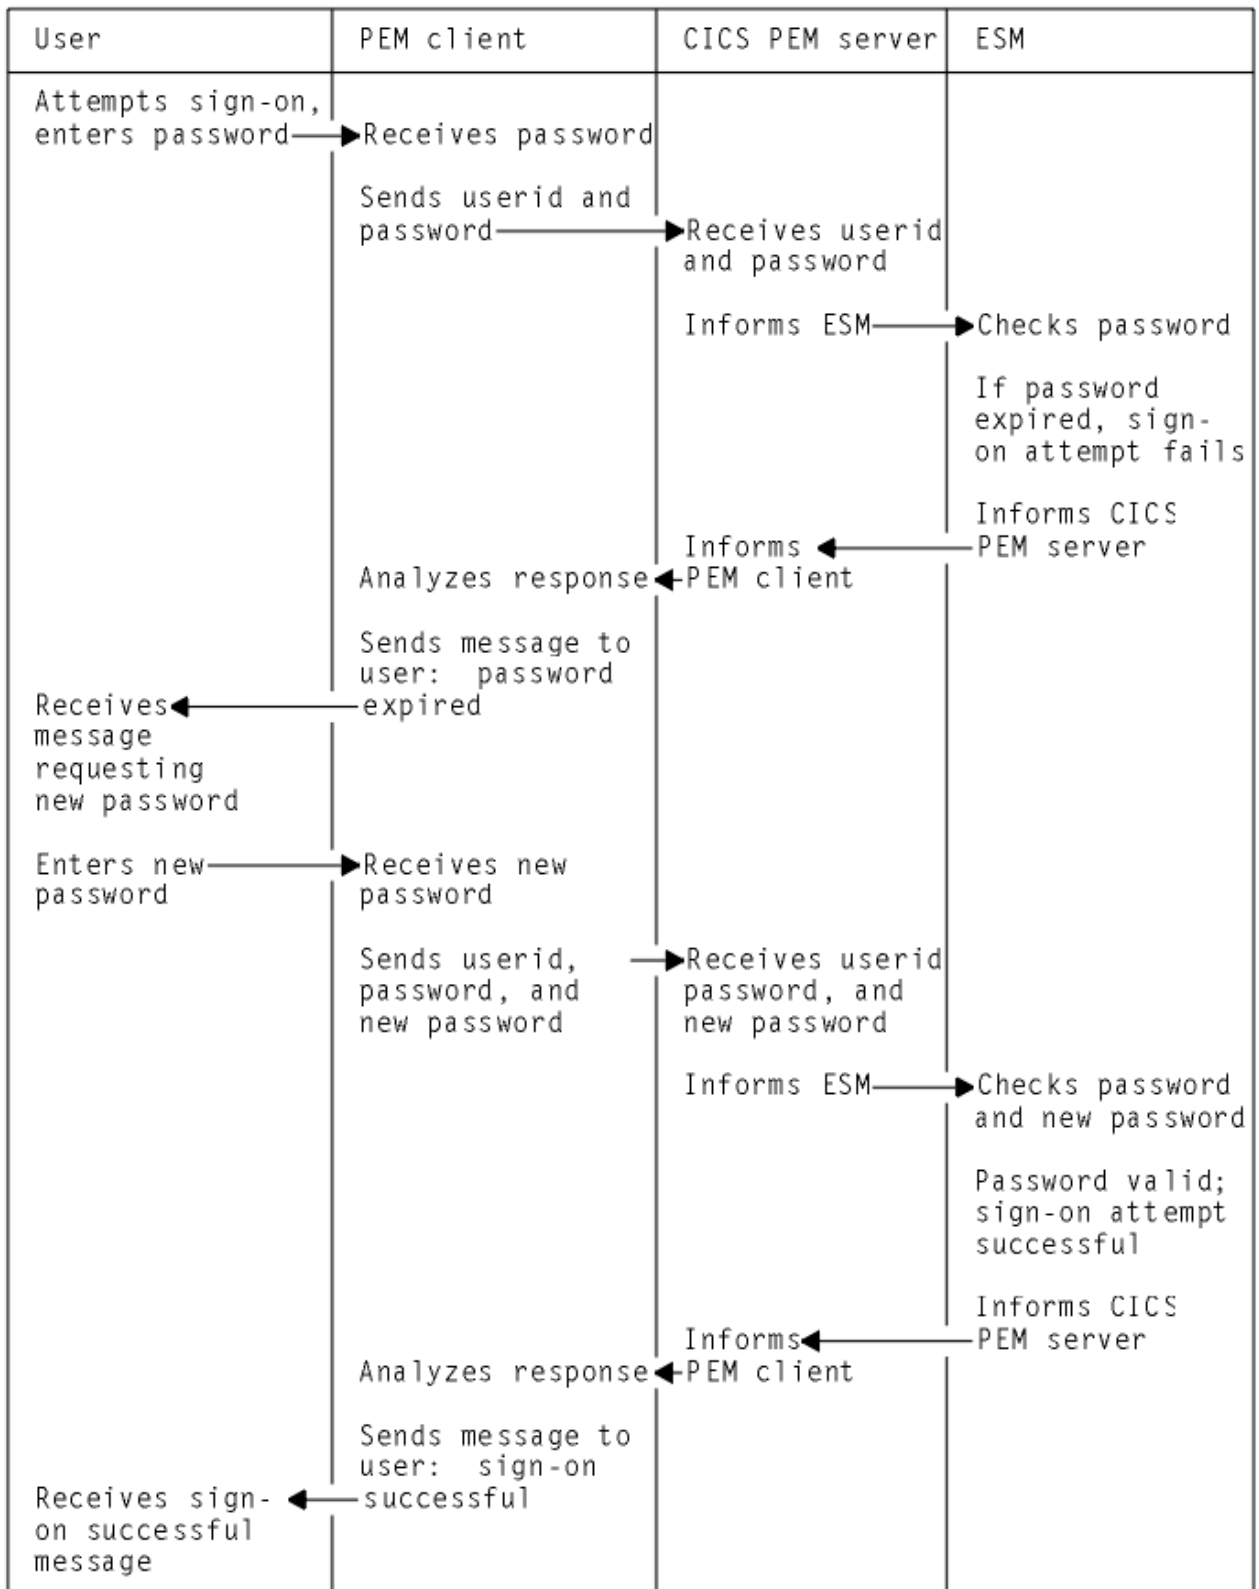 User PEM client CICS PEM server ESM
Attempts sign-on,
enters password Receives password
Sends userid and
password Receives userid
and password
Informs ESM Checks password
If password
expired, sign-
on attempt fails
Informs CICS
Informs PEM server
Analyzes response PEM client
Sends message to
user: password
Receives expired
message
requesting
new password
Enters new Receives new
password password
Sends userid, Receives userid
password, and password, and
new password new password
Informs ESM Checks password
and new password
Password valid;
sign-on attempt
successful
Informs CICS
Informs PEM server
Analyzes response PEM client
Sends message to
user: sign-on
Receives sign- successful
on successful
message